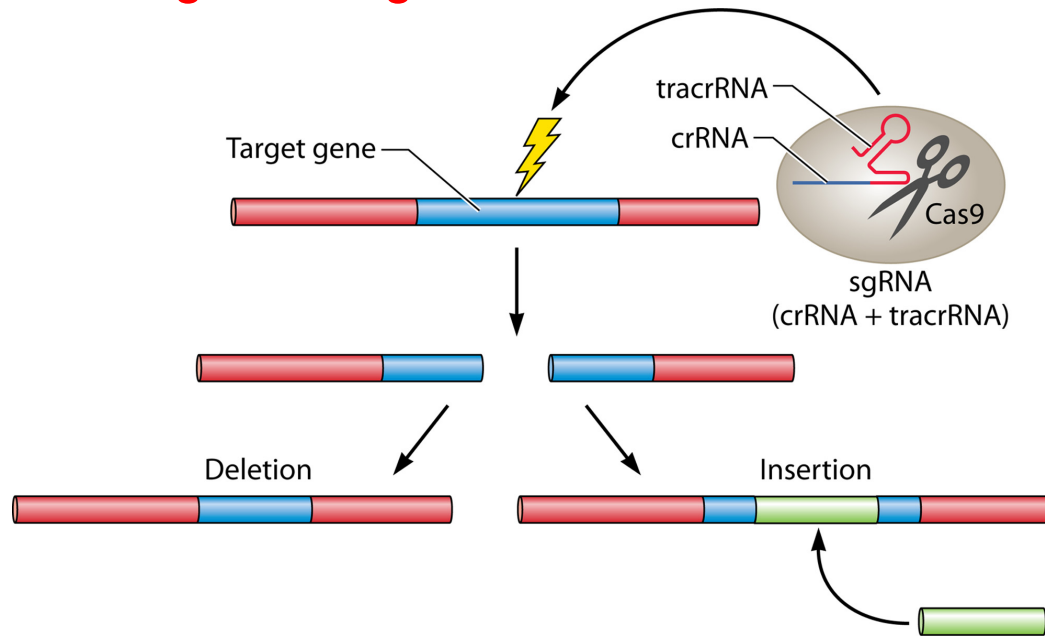 tracrRNA
crRNA
Target gene
Cas9
sgRNA
(crRNA + tracrRNA)
Deletion
Insertion